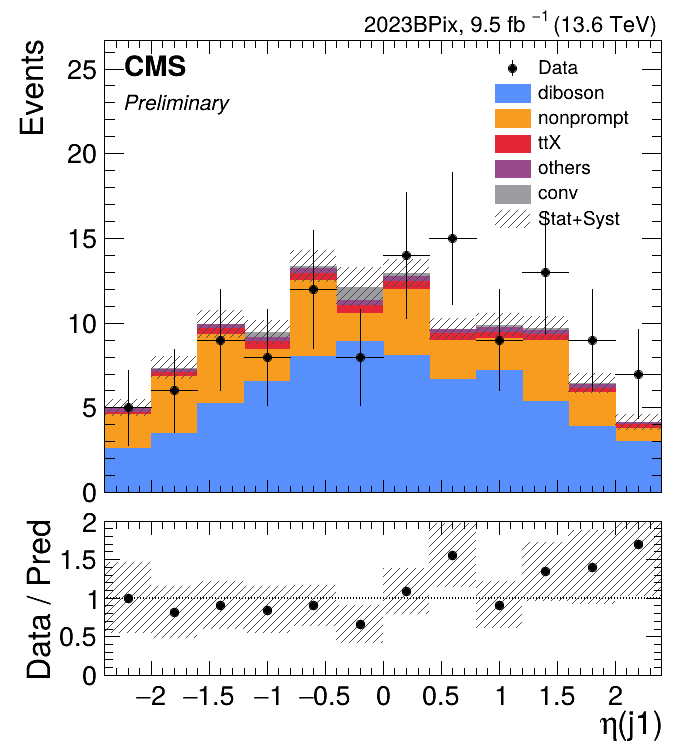 2023BPix, 9.5 fb⁻¹ (13.6 TeV)
Events
CMS
Preliminary
Data
diboson
nonprompt
ttX
others
conv
Stat+Syst
25
20
15
10
5
0
Data / Pred
2
1.5
1
0.5
0
−2 −1.5 −1 −0.5 0 0.5 1 1.5 2
η(j1)